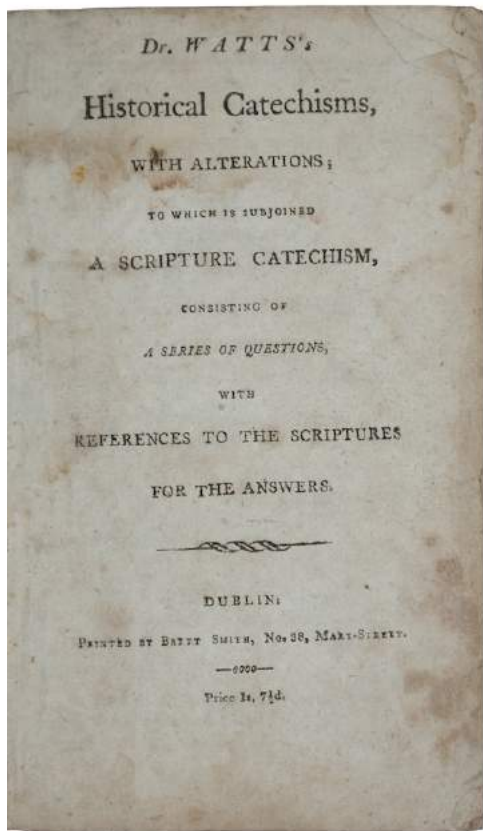 Dr. WATTS's
Historical Catechisms,
WITH ALTERATIONS;
TO WHICH IS SUBJOINED
A SCRIPTURE CATECHISM,
CONSISTING OF
A SERIES OF QUESTIONS,
WITH
REFERENCES TO THE SCRIPTURES
FOR THE ANSWERS.
DUBLIN:
PRINTED BY BRETT SMITH, No. 38, MARY-STREET.
Price 1s, 7½d.